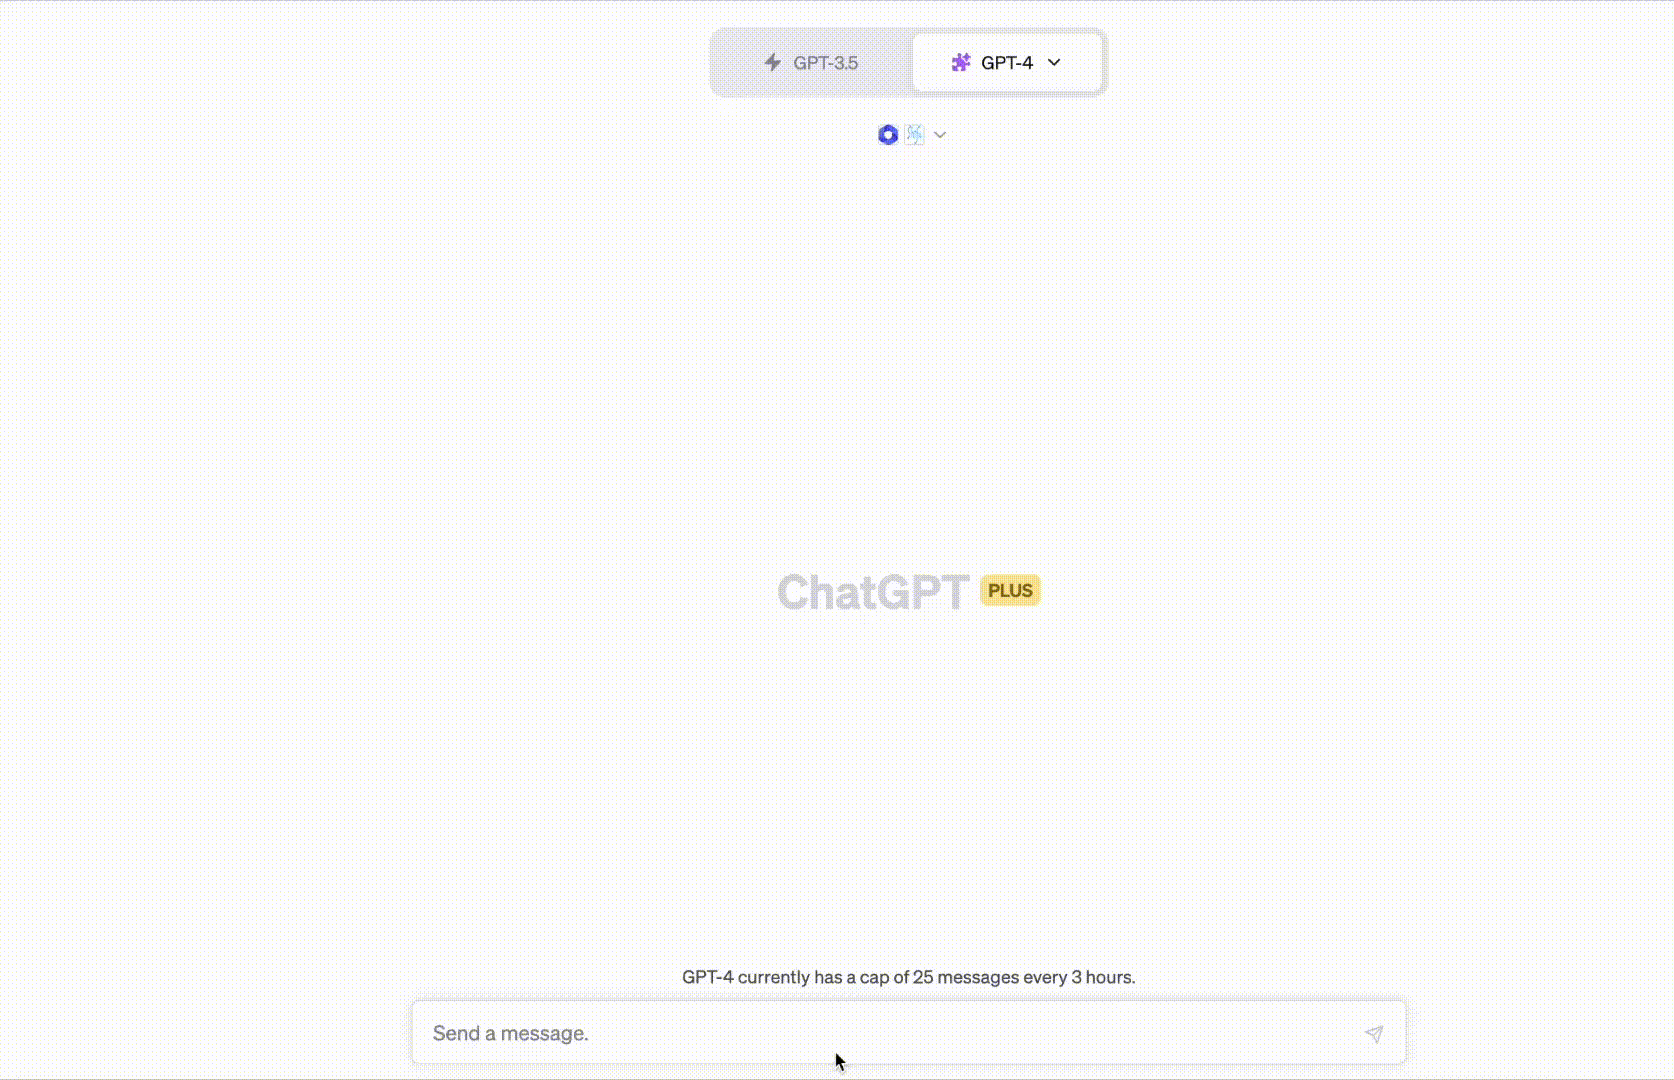 GPT-3.5
GPT-4
ChatGPT PLUS
GPT-4 currently has a cap of 25 messages every 3 hours.
Send a message.